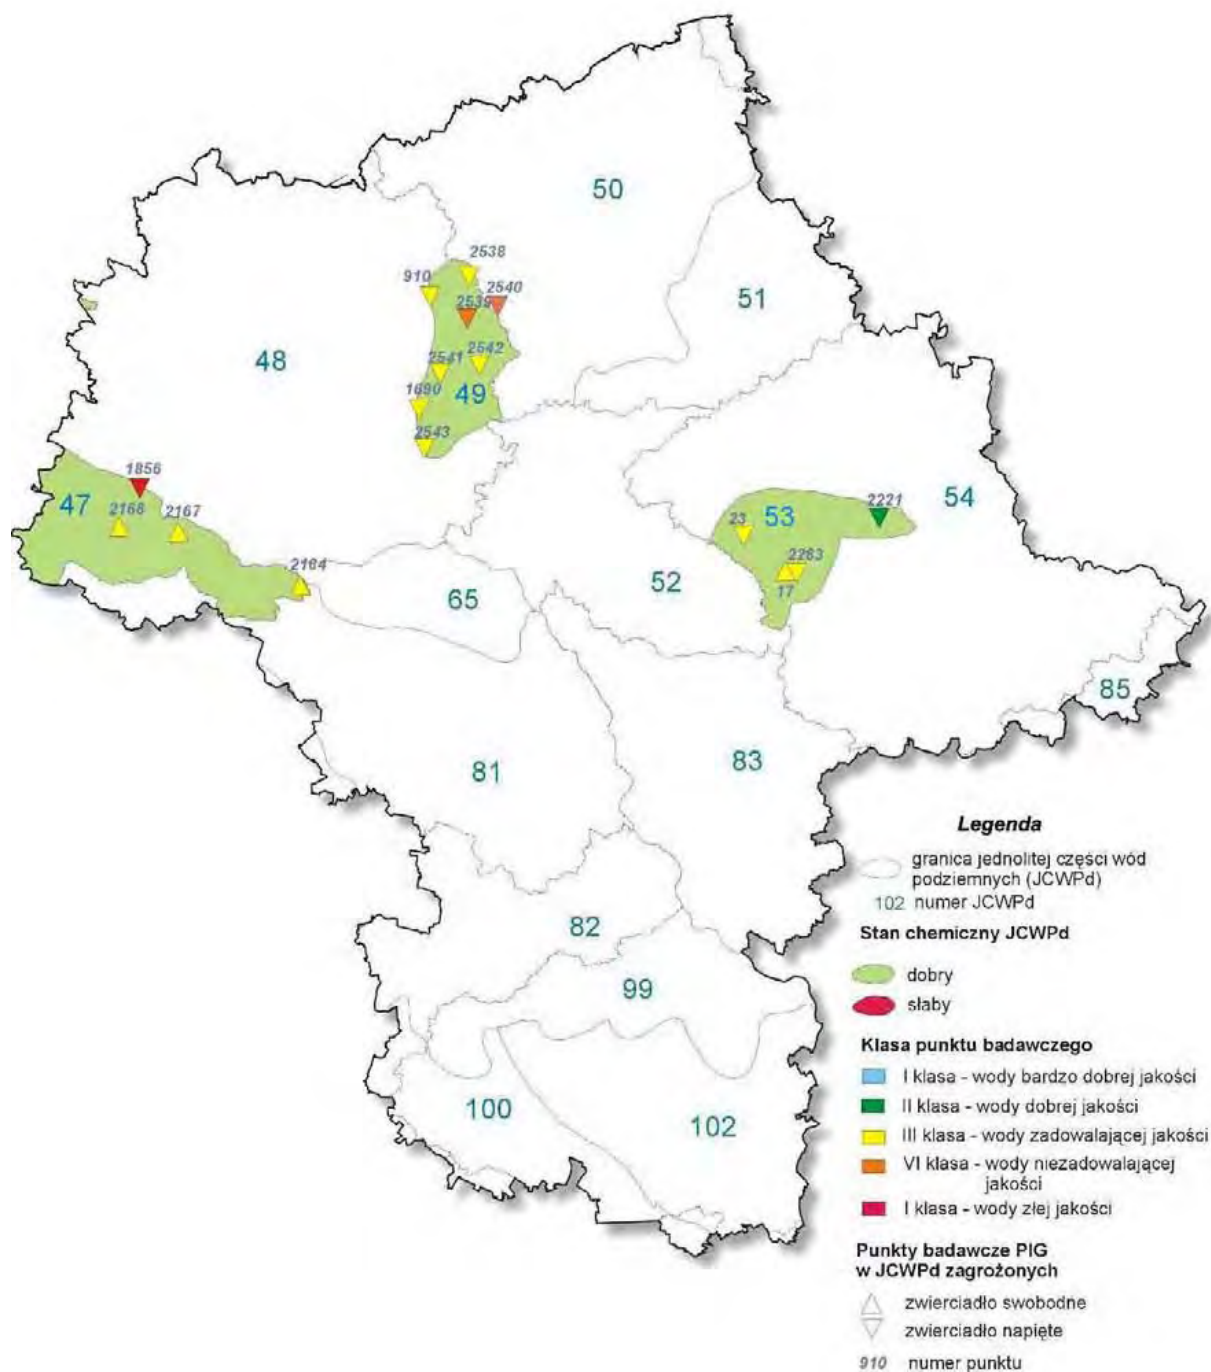 50
2538
910
2540
2539
51
48
2541
2542
1690
49
2543
1856
47
2168
2167
2164
54
2221
53
23
2283
17
52
65
85
81
83
82
99
100
102
Legenda
granica jednolitej części wód
podziemnych (JCWPd)
102 numer JCWPd
Stan chemiczny JCWPd
dobry
słaby
Klasa punktu badawczego
I klasa - wody bardzo dobrej jakości
II klasa - wody dobrej jakości
III klasa - wody zadowalającej jakości
VI klasa - wody niezadowalającej
jakości
I klasa - wody złej jakości
Punkty badawcze PIG
w JCWPd zagrożonych
zwierciadło swobodne
zwierciadło napięte
910 numer punktu